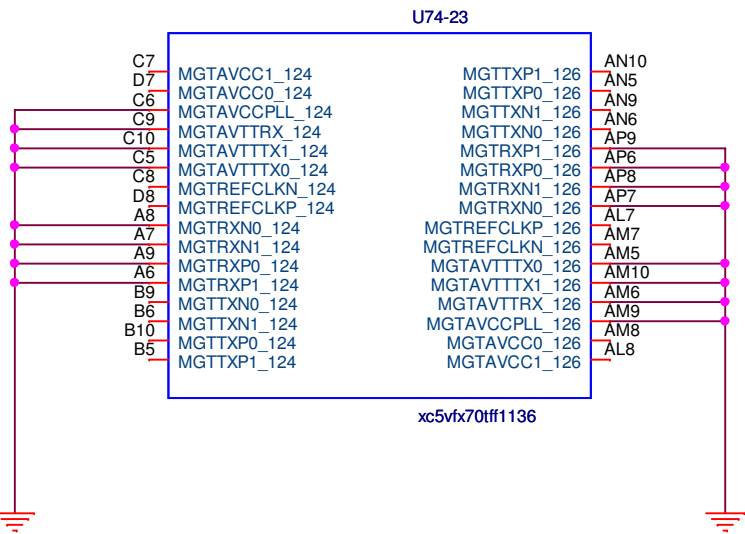 U74-23
C7 MGTAVCC1_124 MGTTXP1_126 AN10
D7 MGTAVCC0_124 MGTTXP0_126 AN5
C6 MGTAVCCPLL_124 MGTTXN1_126 AN9
C9 MGTAVTTRX_124 MGTTXN0_126 AN6
C10 MGTAVTTTX1_124 MGTRXP1_126 AP9
C5 MGTAVTTTX0_124 MGTRXP0_126 AP6
C8 MGTREFCLKN_124 MGTRXN1_126 AP8
D8 MGTREFCLKP_124 MGTRXN0_126 AP7
A8 MGTRXN0_124 MGTREFCLKP_126 AL7
A7 MGTRXN1_124 MGTREFCLKN_126 AM7
A9 MGTRXP0_124 MGTAVTTTX0_126 AM5
A6 MGTRXP1_124 MGTAVTTTX1_126 AM10
B9 MGTTXN0_124 MGTAVTTRX_126 AM6
B6 MGTTXN1_124 MGTAVCCPLL_126 AM9
B10 MGTTXP0_124 MGTAVCC0_126 AM8
B5 MGTTXP1_124 MGTAVCC1_126 AL8
xc5vfx70tff1136